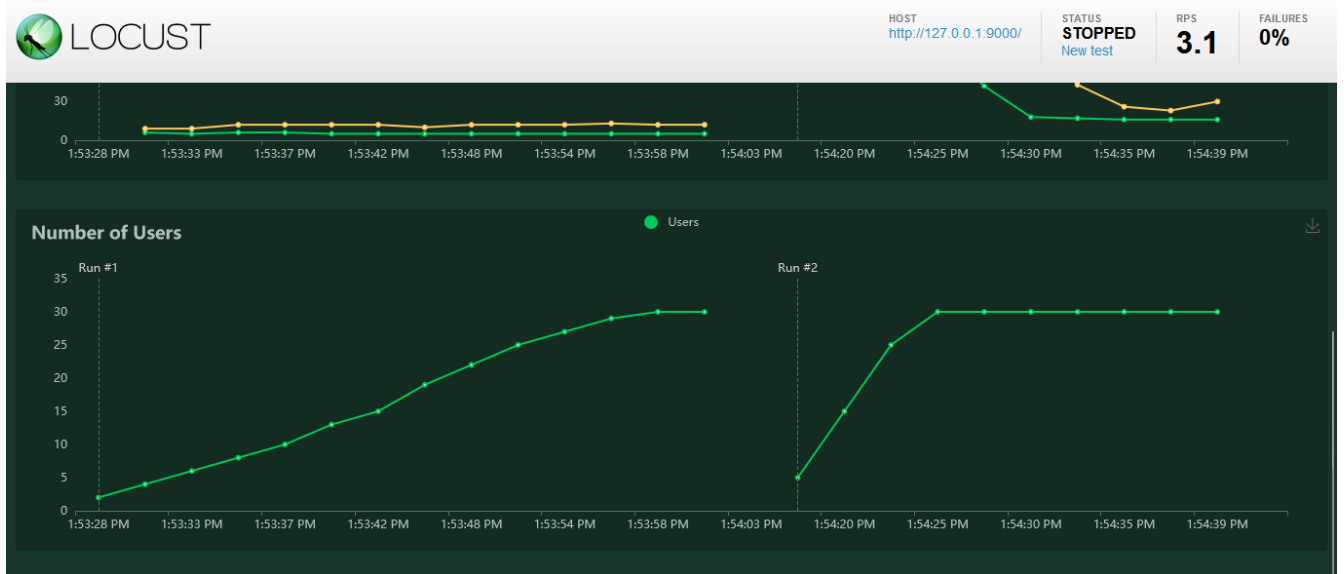 LOCUST
HOST
http://127.0.0.1:9000/
STATUS
STOPPED
New test
RPS
3.1
FAILURES
0%
30
0
1:53:28 PM 1:53:33 PM 1:53:37 PM 1:53:42 PM 1:53:48 PM 1:53:54 PM 1:53:58 PM 1:54:03 PM 1:54:20 PM 1:54:25 PM 1:54:30 PM 1:54:35 PM 1:54:39 PM
Number of Users
Users
Run #1 Run #2
35
30
25
20
15
10
5
0
1:53:28 PM 1:53:33 PM 1:53:37 PM 1:53:42 PM 1:53:48 PM 1:53:54 PM 1:53:58 PM 1:54:03 PM 1:54:20 PM 1:54:25 PM 1:54:30 PM 1:54:35 PM 1:54:39 PM